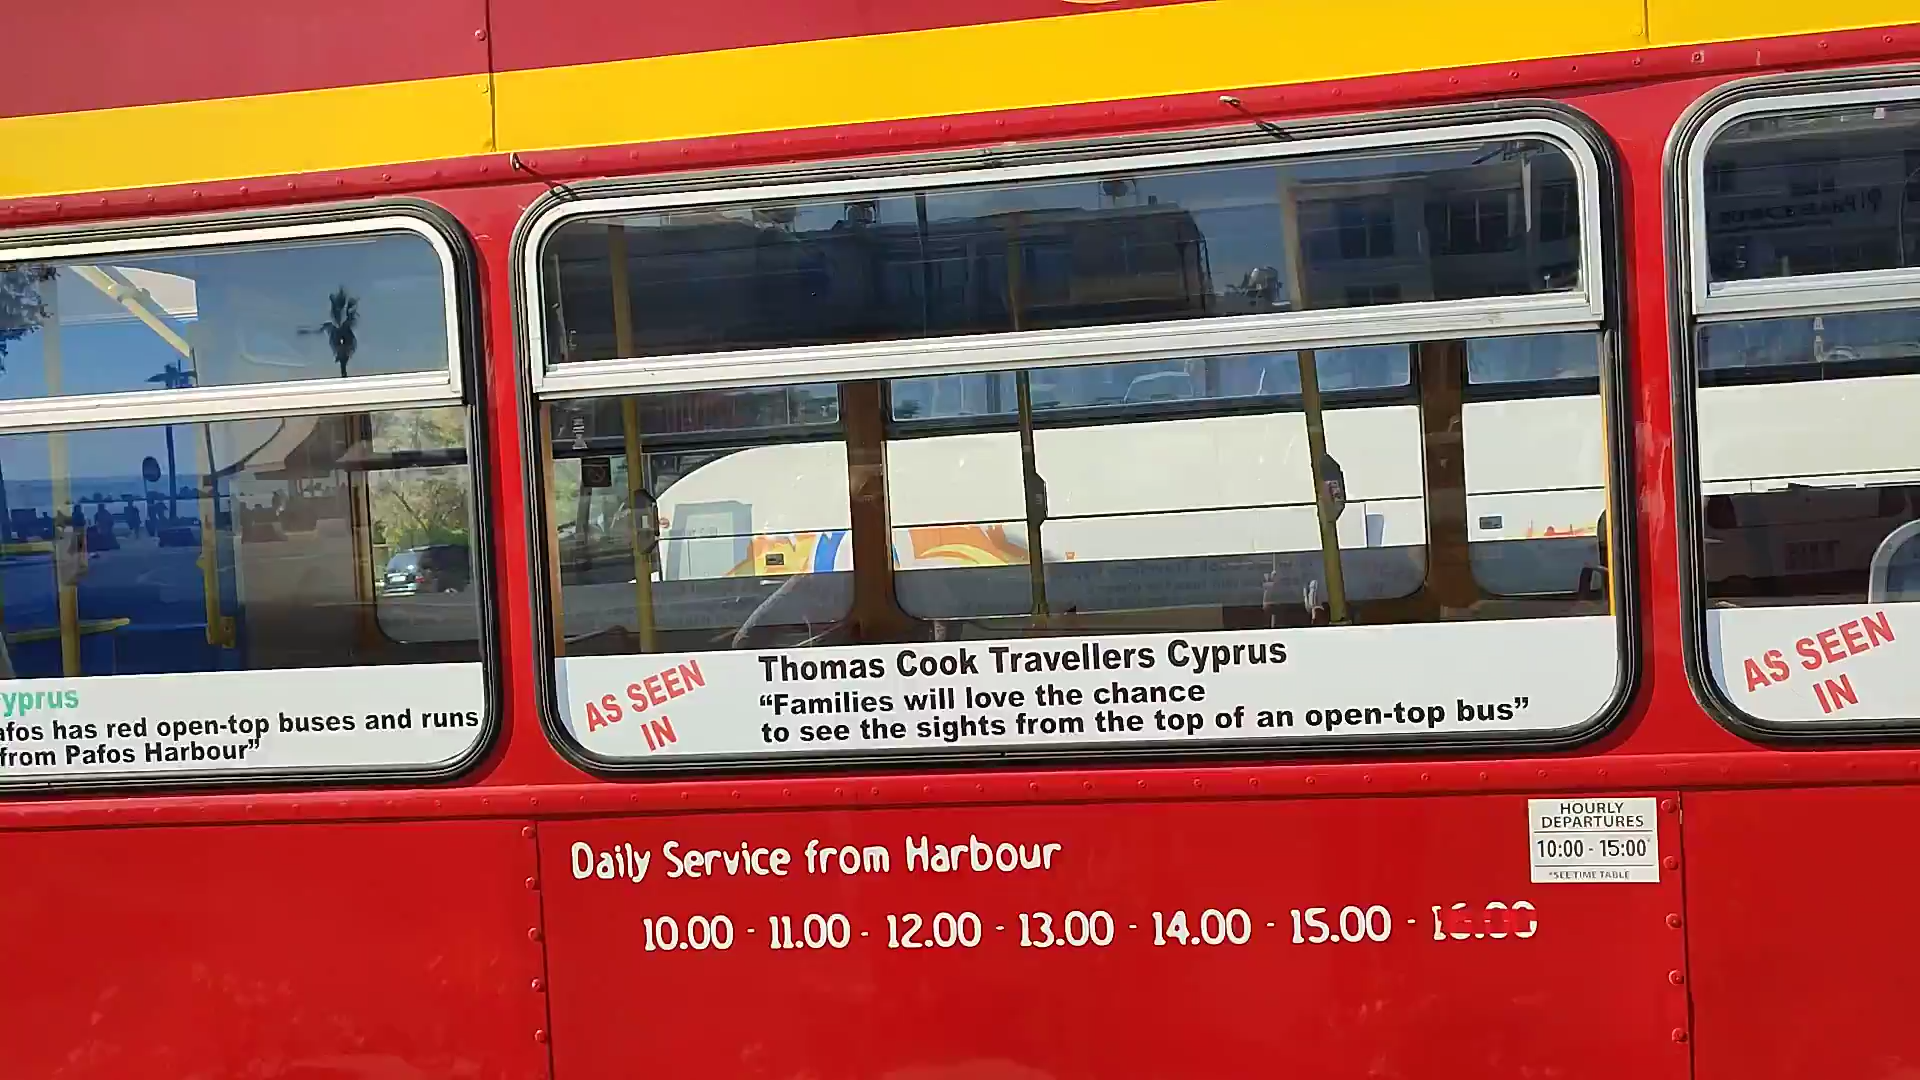 yprus
afos has red open-top buses and runs
from Pafos Harbour”
AS SEEN
IN
Thomas Cook Travellers Cyprus
“Families will love the chance
to see the sights from the top of an open-top bus”
AS SEEN
IN
HOURLY
DEPARTURES
10:00 - 15:00*
*SEE TIME TABLE
Daily Service from Harbour
10.00 - 11.00 - 12.00 - 13.00 - 14.00 - 15.00 -